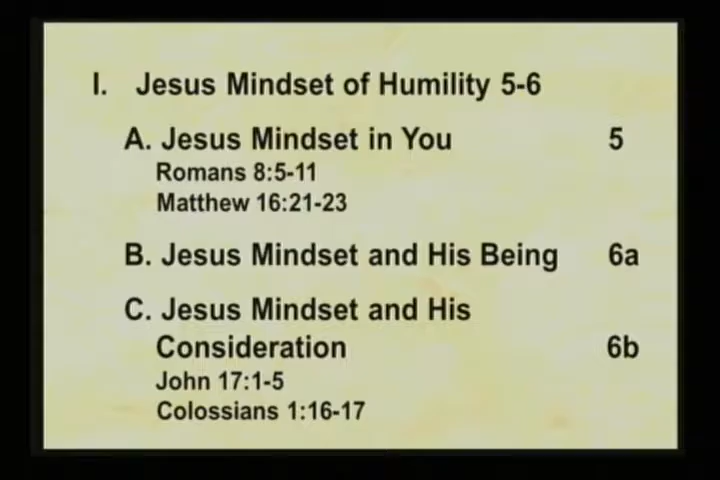 I. Jesus Mindset of Humility 5-6
A. Jesus Mindset in You 5
Romans 8:5-11
Matthew 16:21-23
B. Jesus Mindset and His Being 6a
C. Jesus Mindset and His
Consideration 6b
John 17:1-5
Colossians 1:16-17